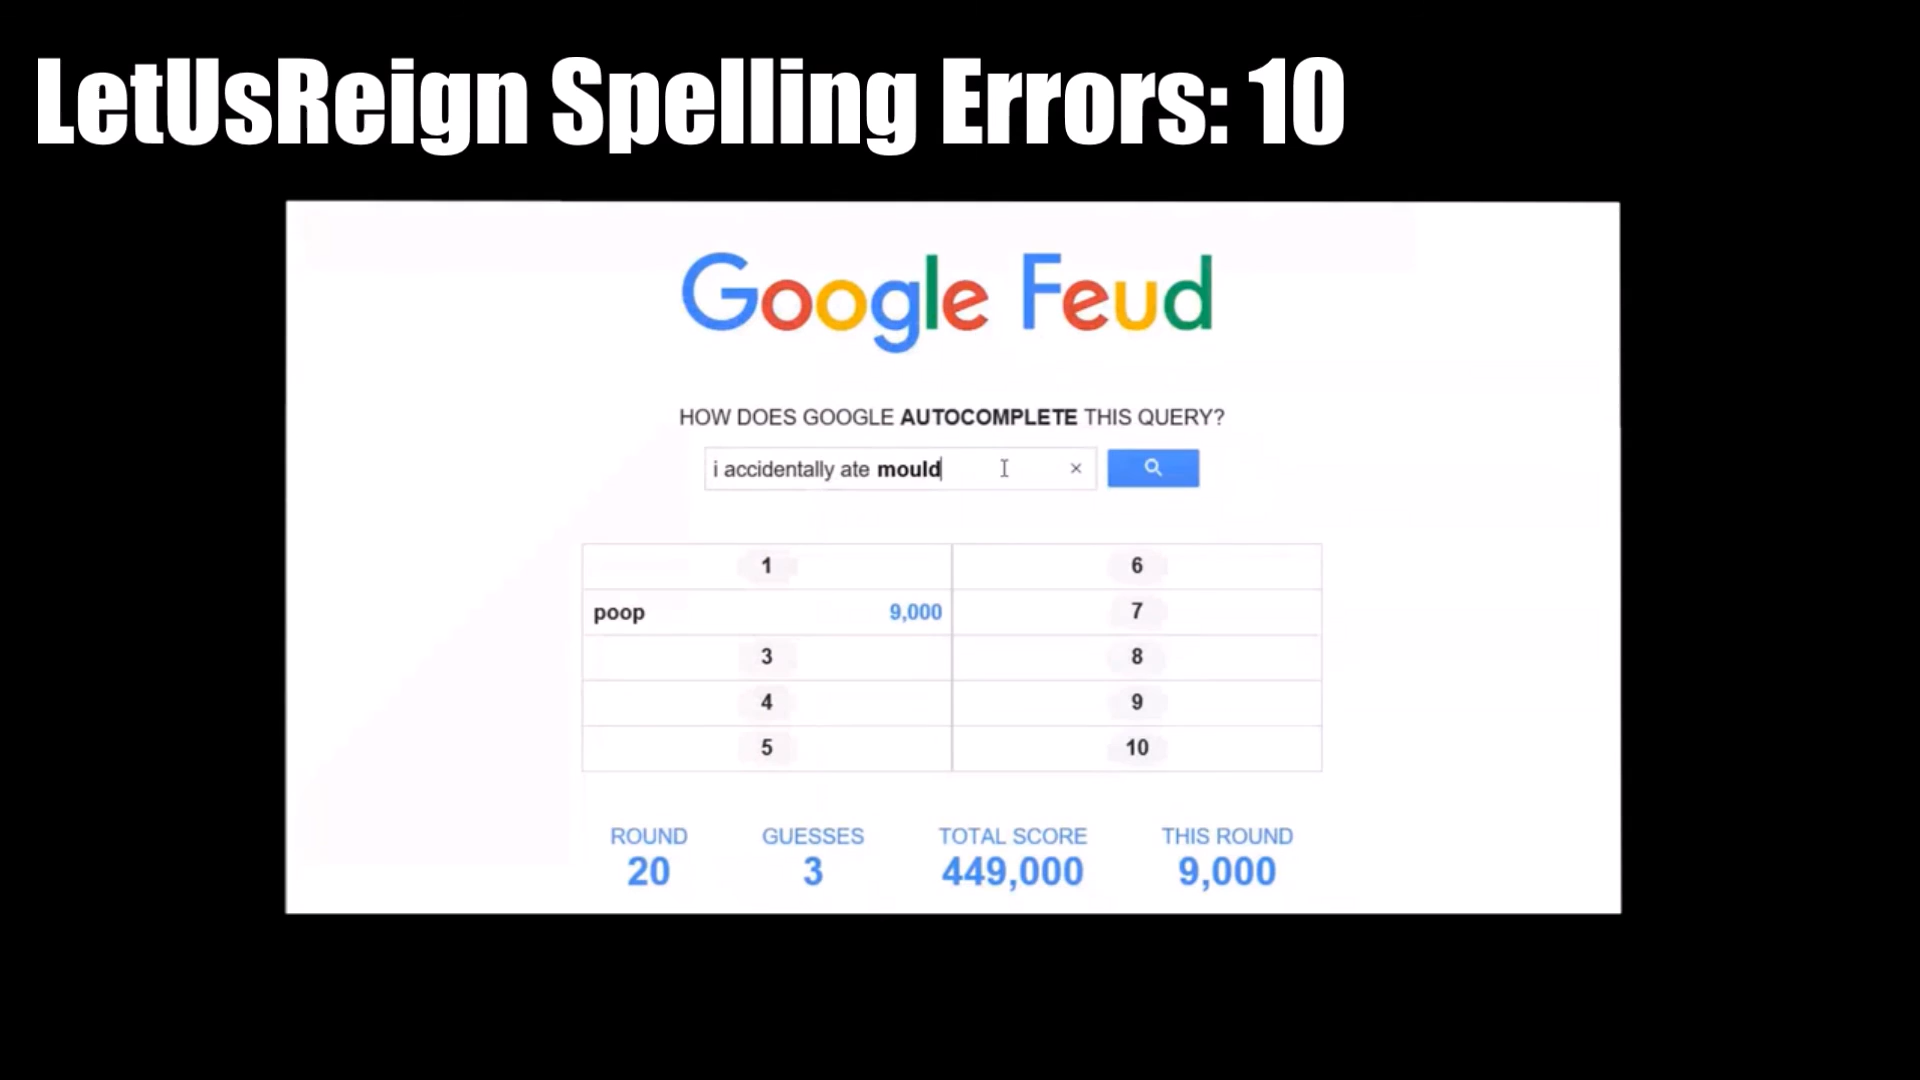 LetUsReign Spelling Errors: 10
Google Feud
HOW DOES GOOGLE AUTOCOMPLETE THIS QUERY?
i accidentally ate mould ×
1 6
poop 9,000 7
3 8
4 9
5 10
ROUND GUESSES TOTAL SCORE THIS ROUND
20 3 449,000 9,000